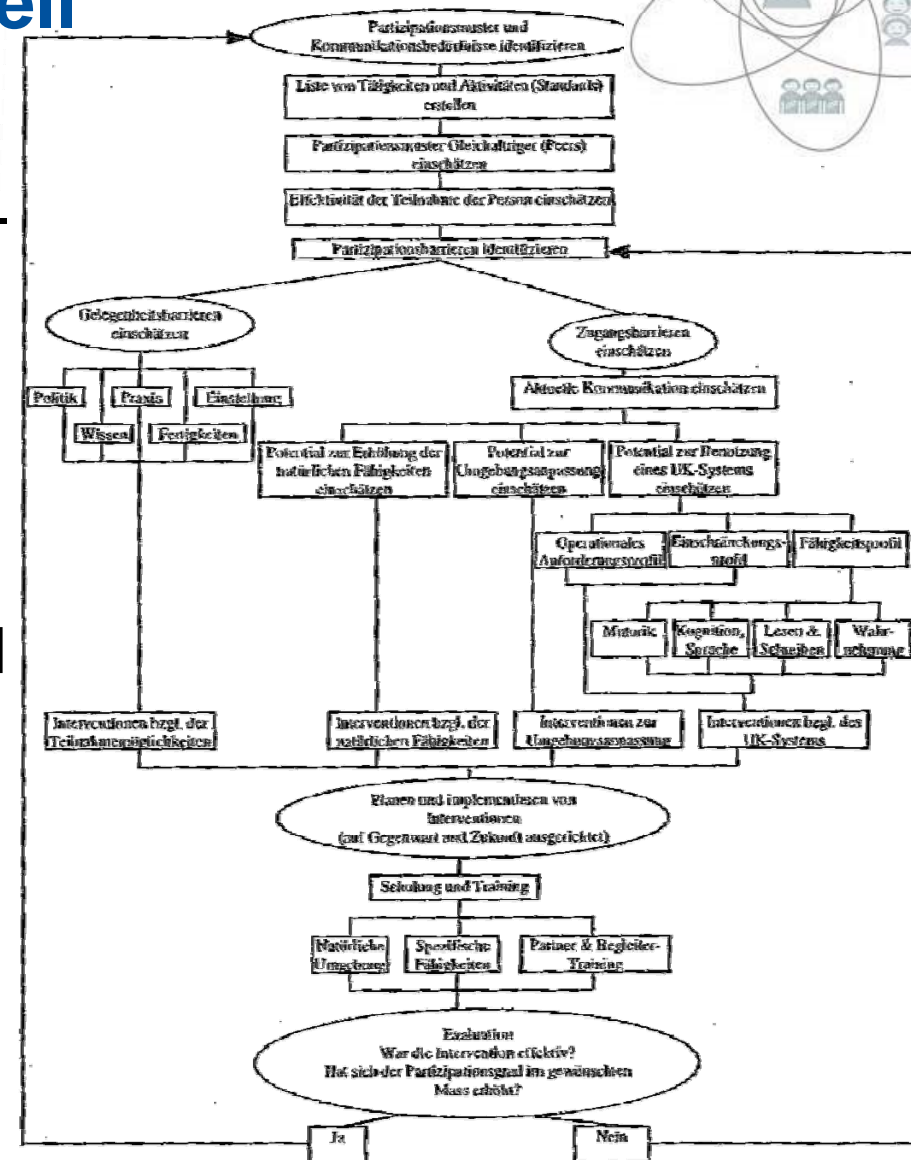 ell
Partizipationsmuster und
Kommunikationsbedürfnisse identifizieren
Liste von Tätigkeiten und Aktivitäten (Standards)
erstellen
Partizipationsmuster Gleichaltriger (Peers)
einschätzen
Effektivität der Teilnahme der Person einschätzen
Partizipationsbarrieren identifizieren
Gelegenheitsbarrieren
einschätzen
Zugangsbarrieren
einschätzen
Aktuelle Kommunikation einschätzen
Politik
Praxis
Einstellung
Wissen
Fertigkeiten
Potential zur Erhöhung der
natürlichen Fähigkeiten
einschätzen
Potential zur
Umgebungsanpassung
einschätzen
Potential zur Benutzung
eines UK-Systems
einschätzen
Operationales
Anforderungsprofil
Einschränkungs-
profil
Fähigkeitsprofil
Motorik
Kognition,
Sprache
Lesen &
Schreiben
Wahr-
nehmung
Interventionen bzgl. der
Teilnahmemöglichkeiten
Interventionen bzgl. der
natürlichen Fähigkeiten
Interventionen zur
Umgebungsanpassung
Interventionen bzgl. des
UK-Systems
Planen und implementieren von
Interventionen
(auf Gegenwart und Zukunft ausgerichtet)
Schulung und Training
Natürliche
Umgebung
Spezifische
Fähigkeiten
Partner & Begleiter-
Training
Evaluation
War die Intervention effektiv?
Hat sich der Partizipationsgrad im gewünschten
Mass erhöht?
Ja
Nein